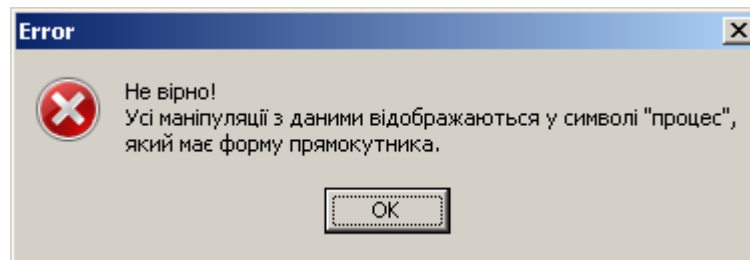 Error
Не вірно!
Усі маніпуляції з даними відображаються у символі "процес",
який має форму прямокутника.
OK